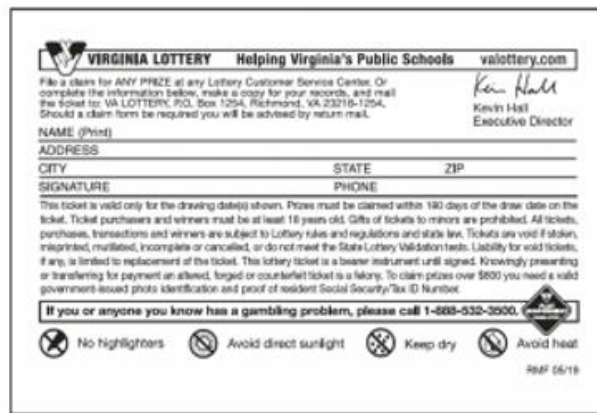 VIRGINIA LOTTERY Helping Virginia's Public Schools valottery.com
File a claim for ANY PRIZE at any Lottery Customer Service Center. Or
complete the information below, make a copy for your records, and mail
the ticket to: VA LOTTERY, P.O. Box 1254, Richmond, VA 23218-1254.
Should a claim form be required you will be advised by return mail.
Kevin Hall
Kevin Hall
Executive Director
NAME (Print)
ADDRESS
CITY STATE ZIP
SIGNATURE PHONE
This ticket is valid only for the drawing date(s) shown. Prizes must be claimed within 180 days of the draw date on the
ticket. Ticket purchasers and winners must be at least 18 years old. Gifts of tickets to minors are prohibited. All tickets,
purchases, transactions and winners are subject to Lottery rules and regulations and state law. Tickets are void if stolen,
misprinted, mutilated, incomplete or cancelled, or do not meet the State Lottery Validation tests. Liability for void tickets,
if any, is limited to replacement of the ticket. This lottery ticket is a bearer instrument until signed. Knowingly presenting
or transferring for payment an altered, forged or counterfeit ticket is a felony. To claim prizes over $600 you need a valid
government-issued photo identification and proof of resident Social Security/Tax ID Number.
If you or anyone you know has a gambling problem, please call 1-888-532-3500.
No highlighters Avoid direct sunlight Keep dry Avoid heat
RMF 05/19